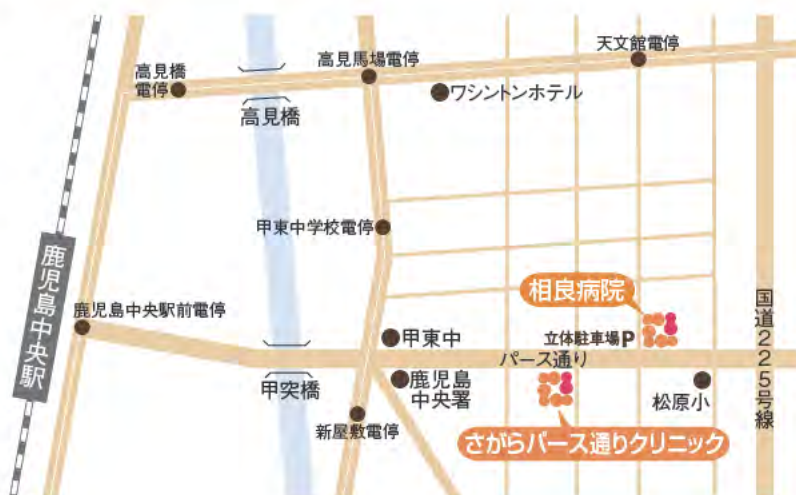 天文館電停
高見馬場電停
高見橋
電停
ワシントンホテル
高見橋
甲東中学校電停
鹿児島中央駅
相良病院
国道225号線
鹿児島中央駅前電停
甲東中
立体駐車場P
パース通り
甲突橋
鹿児島
中央署
松原小
新屋敷電停
さがらパース通りクリニック